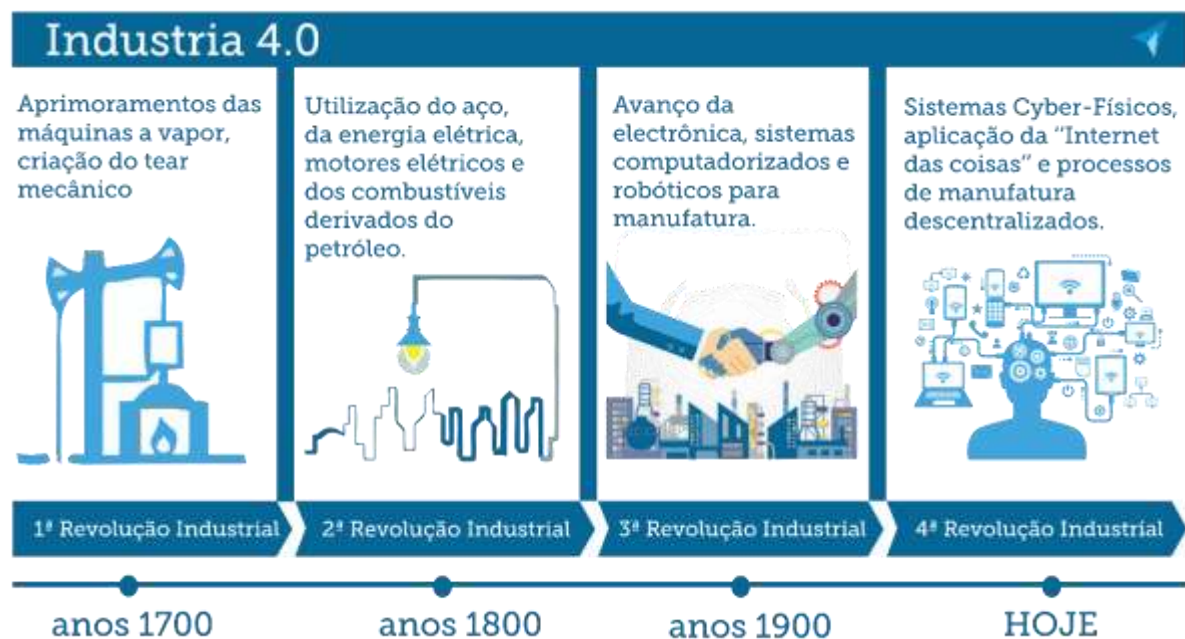 Industria 4.0
Aprimoramentos das
máquinas a vapor,
criação do tear
mecânico
Utilização do aço,
da energia elétrica,
motores elétricos e
dos combustíveis
derivados do
petróleo.
Avanço da
electrônica, sistemas
computadorizados e
robóticos para
manufatura.
Sistemas Cyber-Físicos,
aplicação da "Internet
das coisas" e processos
de manufatura
descentralizados.
1ª Revolução Industrial
2ª Revolução Industrial
3ª Revolução Industrial
4ª Revolução Industrial
anos 1700
anos 1800
anos 1900
HOJE